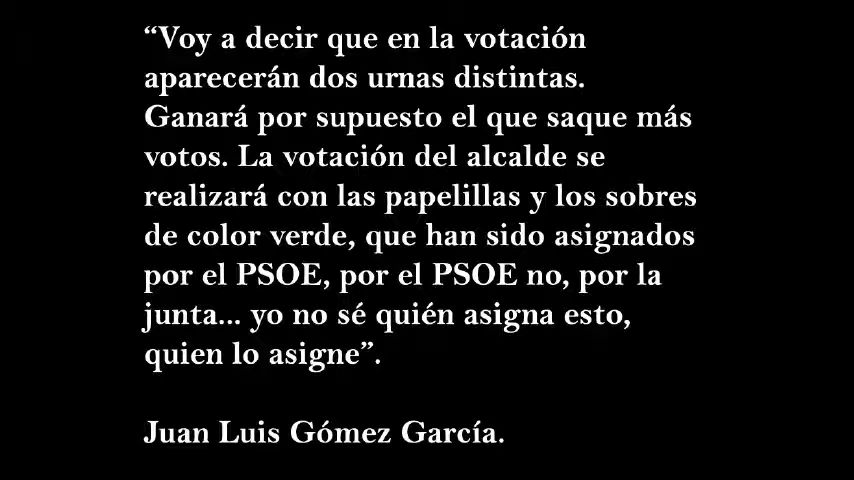 “Voy a decir que en la votación
aparecerán dos urnas distintas.
Ganará por supuesto el que saque más
votos. La votación del alcalde se
realizará con las papelillas y los sobres
de color verde, que han sido asignados
por el PSOE, por el PSOE no, por la
junta... yo no sé quién asigna esto,
quien lo asigne”.
Juan Luis Gómez García.